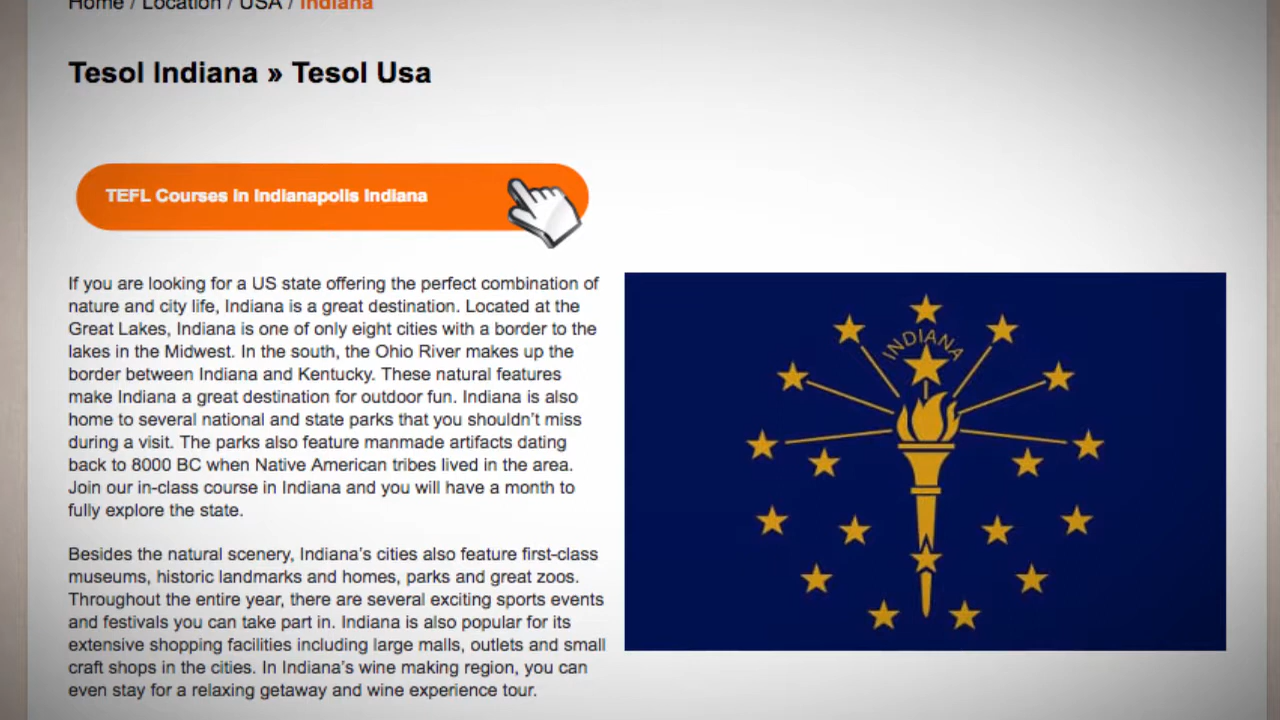 Home / Location / USA / Indiana
Tesol Indiana » Tesol Usa
TEFL Courses in Indianapolis Indiana
If you are looking for a US state offering the perfect combination of
nature and city life, Indiana is a great destination. Located at the
Great Lakes, Indiana is one of only eight cities with a border to the
lakes in the Midwest. In the south, the Ohio River makes up the
border between Indiana and Kentucky. These natural features
make Indiana a great destination for outdoor fun. Indiana is also
home to several national and state parks that you shouldn't miss
during a visit. The parks also feature manmade artifacts dating
back to 8000 BC when Native American tribes lived in the area.
Join our in-class course in Indiana and you will have a month to
fully explore the state.
INDIANA
Besides the natural scenery, Indiana's cities also feature first-class
museums, historic landmarks and homes, parks and great zoos.
Throughout the entire year, there are several exciting sports events
and festivals you can take part in. Indiana is also popular for its
extensive shopping facilities including large malls, outlets and small
craft shops in the cities. In Indiana's wine making region, you can
even stay for a relaxing getaway and wine experience tour.